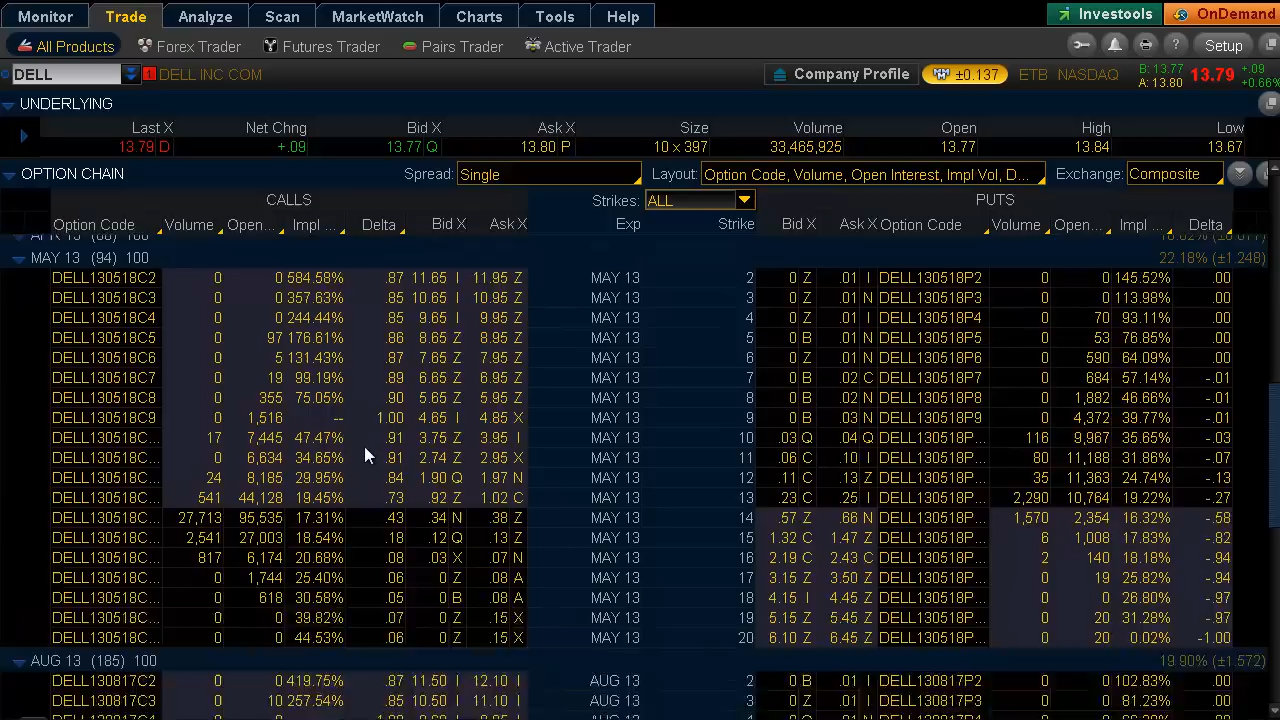 Monitor Trade Analyze Scan MarketWatch Charts Tools Help Investools OnDemand
All Products Forex Trader Futures Trader Pairs Trader Active Trader ? Setup
DELL 1 DELL INC COM Company Profile ±0.137 ETB NASDAQ B: 13.77 A: 13.80 13.79 +.09 +0.66%
UNDERLYING
Last X Net Chng Bid X Ask X Size Volume Open High Low
13.79 D +.09 13.77 Q 13.80 P 10 x 397 33,465,925 13.77 13.84 13.67
OPTION CHAIN Spread: Single Layout: Option Code, Volume, Open Interest, Impl Vol, D... Exchange: Composite
CALLS Strikes: ALL PUTS
Option Code Volume Open... Impl ... Delta Bid X Ask X Exp Strike Bid X Ask X Option Code Volume Open... Impl ... Delta
MAY 13 (94) 100 22.18% (±1.248)
DELL130518C2 0 0 584.58% .87 11.65 I 11.95 Z MAY 13 2 0 Z .01 I DELL130518P2 0 0 145.52% .00
DELL130518C3 0 0 357.63% .85 10.65 I 10.95 Z MAY 13 3 0 Z .01 N DELL130518P3 0 0 113.98% .00
DELL130518C4 0 0 244.44% .85 9.65 I 9.95 Z MAY 13 4 0 Z .01 I DELL130518P4 0 70 93.11% .00
DELL130518C5 0 97 176.61% .86 8.65 Z 8.95 Z MAY 13 5 0 B .01 N DELL130518P5 0 53 76.85% .00
DELL130518C6 0 5 131.43% .87 7.65 Z 7.95 Z MAY 13 6 0 Z .01 N DELL130518P6 0 590 64.09% .00
DELL130518C7 0 19 99.19% .89 6.65 Z 6.95 Z MAY 13 7 0 B .02 C DELL130518P7 0 684 57.14% -.01
DELL130518C8 0 355 75.05% .90 5.65 Z 5.95 Z MAY 13 8 0 B .02 N DELL130518P8 0 1,882 46.66% -.01
DELL130518C9 0 1,516 -- 1.00 4.65 I 4.85 X MAY 13 9 0 B .03 N DELL130518P9 0 4,372 39.77% -.01
DELL130518C... 17 7,445 47.47% .91 3.75 Z 3.95 I MAY 13 10 .03 Q .04 Q DELL130518P... 116 9,967 35.65% -.03
DELL130518C... 0 6,634 34.65% .91 2.74 Z 2.95 X MAY 13 11 .06 C .10 I DELL130518P... 80 11,188 31.86% -.07
DELL130518C... 24 8,185 29.95% .84 1.90 Q 1.97 N MAY 13 12 .11 C .13 Z DELL130518P... 35 11,363 24.74% -.13
DELL130518C... 541 44,128 19.45% .73 .92 Z 1.02 C MAY 13 13 .23 C .25 I DELL130518P... 2,290 10,764 19.22% -.27
DELL130518C... 27,713 95,535 17.31% .43 .34 N .38 Z MAY 13 14 .57 Z .66 N DELL130518P... 1,570 2,354 16.32% -.58
DELL130518C... 2,541 27,003 18.54% .18 .12 Q .13 Z MAY 13 15 1.32 C 1.47 Z DELL130518P... 6 1,008 17.83% -.82
DELL130518C... 817 6,174 20.68% .08 .03 X .07 N MAY 13 16 2.19 C 2.43 C DELL130518P... 2 140 18.18% -.94
DELL130518C... 0 1,744 25.40% .06 0 Z .08 A MAY 13 17 3.15 Z 3.50 Z DELL130518P... 0 19 25.82% -.94
DELL130518C... 0 618 30.58% .05 0 B .08 A MAY 13 18 4.15 I 4.45 Z DELL130518P... 0 0 26.80% -.97
DELL130518C... 0 0 39.82% .07 0 Z .15 X MAY 13 19 5.15 Z 5.45 Z DELL130518P... 0 20 31.28% -.97
DELL130518C... 0 0 44.53% .06 0 Z .15 X MAY 13 20 6.10 Z 6.45 Z DELL130518P... 0 20 0.02% -1.00
AUG 13 (185) 100 19.90% (±1.572)
DELL130817C2 0 0 419.75% .87 11.50 I 12.10 I AUG 13 2 0 B .01 I DELL130817P2 0 0 102.83% .00
DELL130817C3 0 10 257.54% .85 10.50 I 11.10 I AUG 13 3 0 Z .01 X DELL130817P3 0 0 81.23% .00